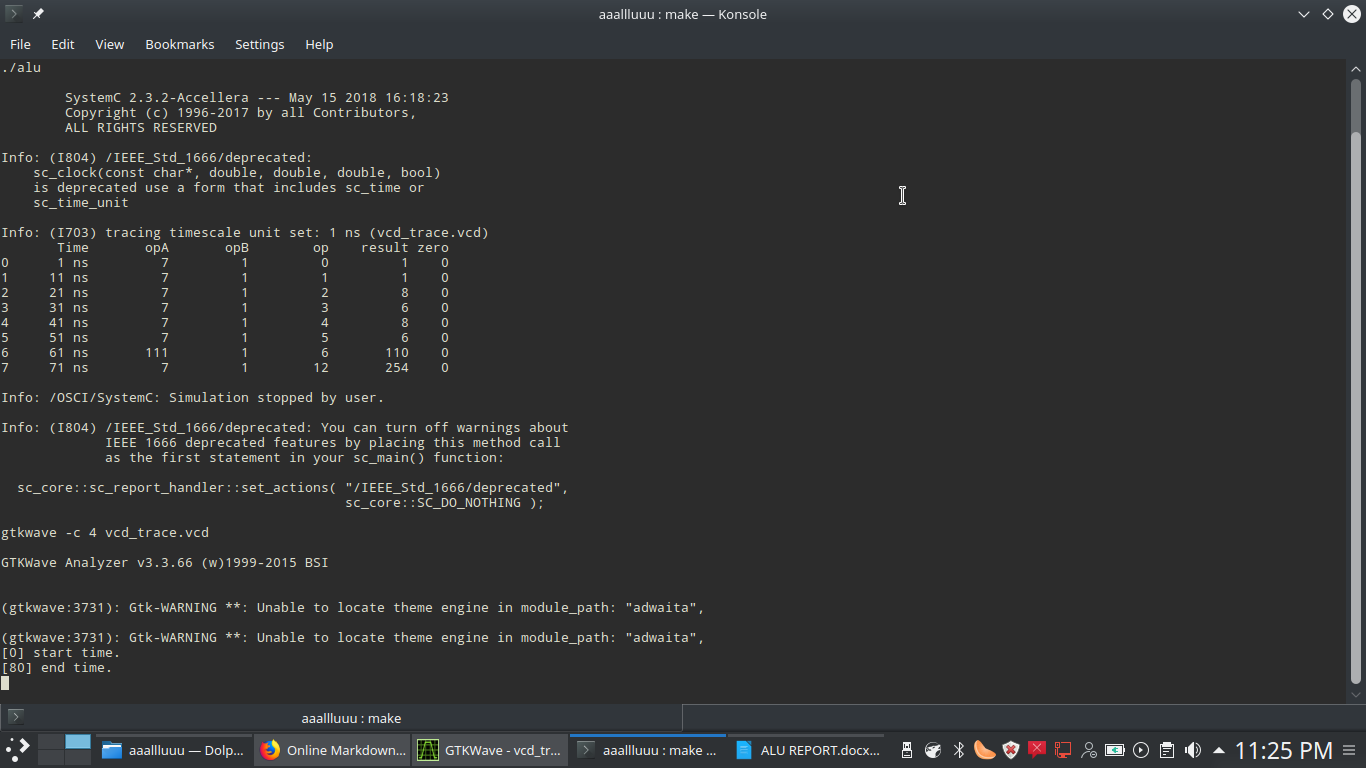 aaallluuu : make — Konsole
File Edit View Bookmarks Settings Help
./alu
SystemC 2.3.2-Accellera --- May 15 2018 16:18:23
Copyright (c) 1996-2017 by all Contributors,
ALL RIGHTS RESERVED
Info: (I804) /IEEE_Std_1666/deprecated:
sc_clock(const char*, double, double, double, bool)
is deprecated use a form that includes sc_time or
sc_time_unit
Info: (I703) tracing timescale unit set: 1 ns (vcd_trace.vcd)
Time opA opB op result zero
0 1 ns 7 1 0 1 0
1 11 ns 7 1 1 1 0
2 21 ns 7 1 2 8 0
3 31 ns 7 1 3 6 0
4 41 ns 7 1 4 8 0
5 51 ns 7 1 5 6 0
6 61 ns 111 1 6 110 0
7 71 ns 7 1 12 254 0
Info: /OSCI/SystemC: Simulation stopped by user.
Info: (I804) /IEEE_Std_1666/deprecated: You can turn off warnings about
IEEE 1666 deprecated features by placing this method call
as the first statement in your sc_main() function:
sc_core::sc_report_handler::set_actions( "/IEEE_Std_1666/deprecated",
sc_core::SC_DO_NOTHING );
gtkwave -c 4 vcd_trace.vcd
GTKWave Analyzer v3.3.66 (w)1999-2015 BSI
(gtkwave:3731): Gtk-WARNING **: Unable to locate theme engine in module_path: "adwaita",
(gtkwave:3731): Gtk-WARNING **: Unable to locate theme engine in module_path: "adwaita",
[0] start time.
[80] end time.
aaallluuu : make
aaallluuu — Dolp... Online Markdown... GTKWave - vcd_tr... aaallluuu : make ... ALU REPORT.docx... 11:25 PM